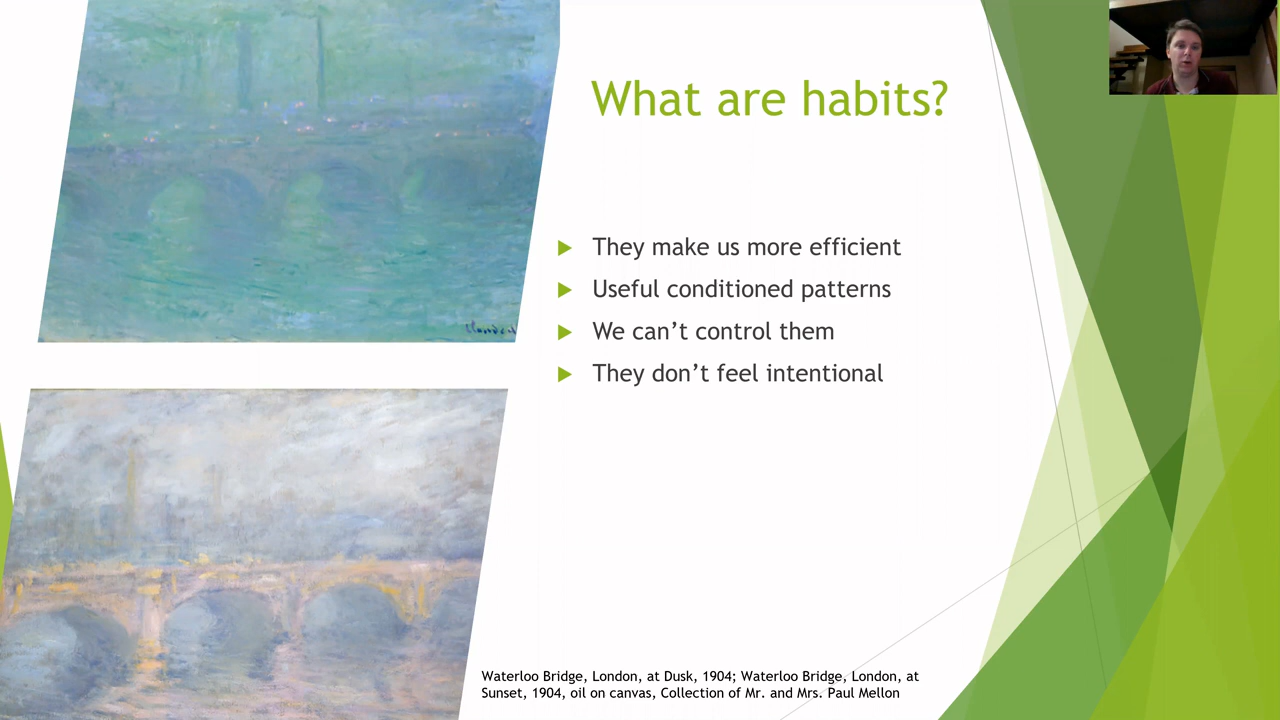 What are habits?
They make us more efficient
Useful conditioned patterns
We can’t control them
They don’t feel intentional
Waterloo Bridge, London, at Dusk, 1904; Waterloo Bridge, London, at
Sunset, 1904, oil on canvas, Collection of Mr. and Mrs. Paul Mellon